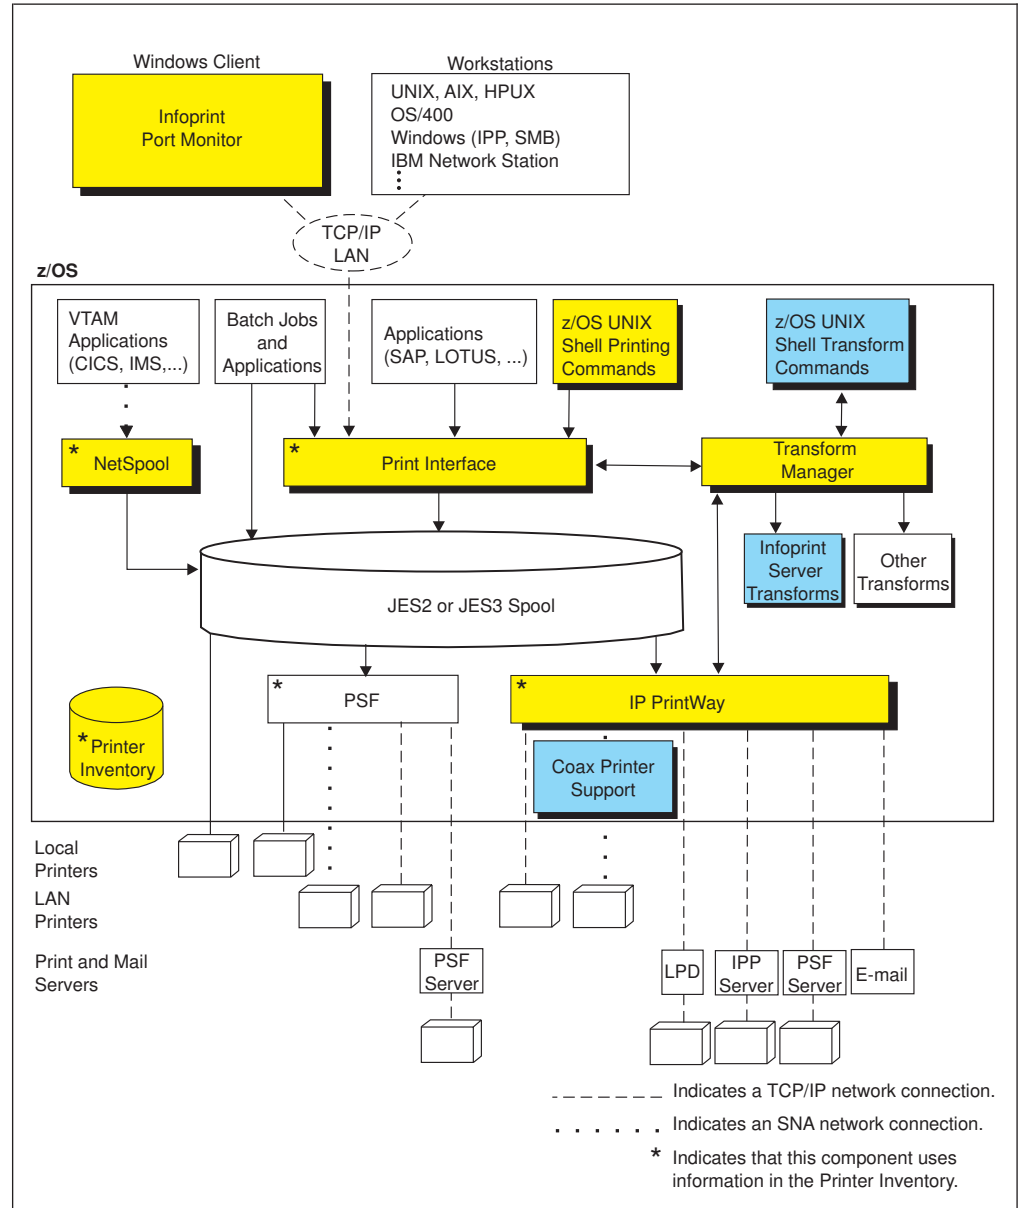 Windows Client
Workstations
Infoprint
Port Monitor
UNIX, AIX, HPUX
OS/400
Windows (IPP, SMB)
IBM Network Station
TCP/IP
LAN
z/OS
VTAM
Applications
(CICS, IMS,...)
Batch Jobs
and
Applications
Applications
(SAP, LOTUS, ...)
z/OS UNIX
Shell Printing
Commands
z/OS UNIX
Shell Transform
Commands
* NetSpool
* Print Interface
Transform
Manager
Infoprint
Server
Transforms
Other
Transforms
JES2 or JES3 Spool
* PSF
* IP PrintWay
* Printer
Inventory
Coax Printer
Support
Local
Printers
LAN
Printers
Print and Mail
Servers
PSF
Server
LPD
IPP
Server
PSF
Server
E-mail
Indicates a TCP/IP network connection.
Indicates an SNA network connection.
* Indicates that this component uses
information in the Printer Inventory.